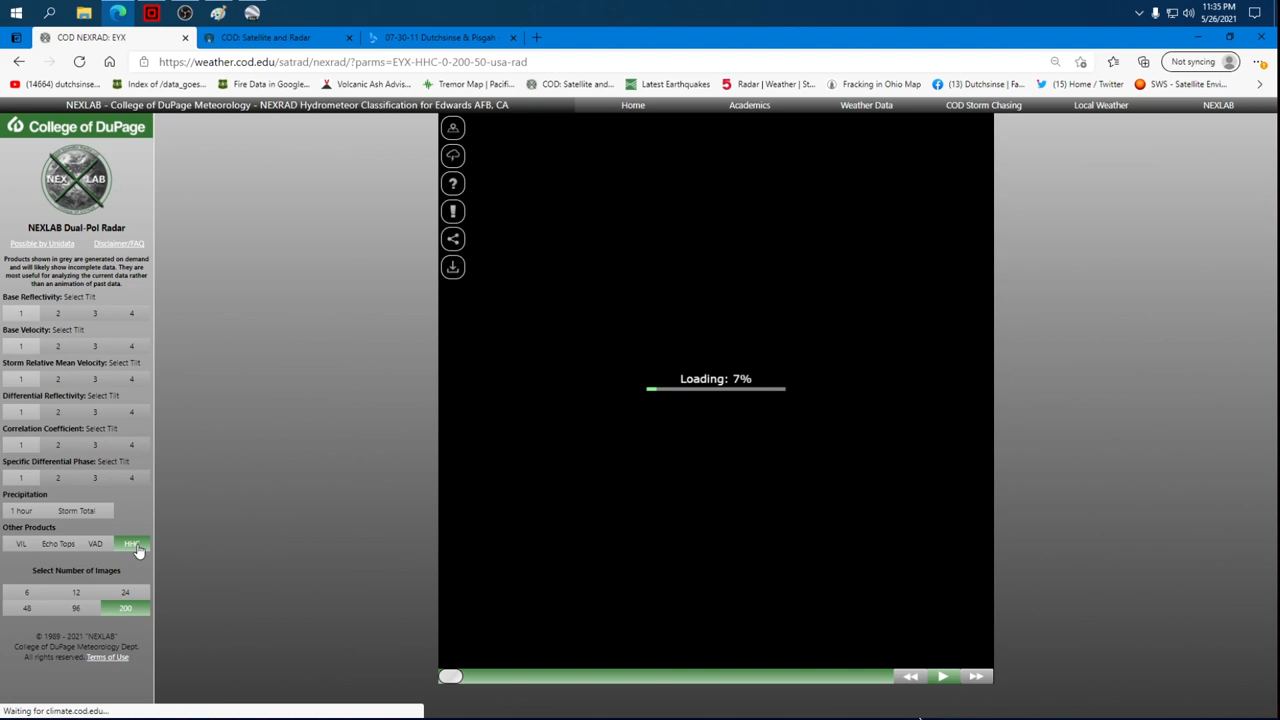 11:35 PM
5/26/2021
COD NEXRAD: EYX
COD: Satellite and Radar
07-30-11 Dutchsinse & Pisgah -
https://weather.cod.edu/satrad/nexrad/?parms=EYX-HHC-0-200-50-usa-rad
Not syncing
(14664) dutchsinse...
Index of /data_goes...
Fire Data in Google...
Volcanic Ash Advis...
Tremor Map | Pacifi...
COD: Satellite and...
Latest Earthquakes
Radar | Weather | St...
Fracking in Ohio Map
(13) Dutchsinse | Fa...
(15) Home / Twitter
SWS - Satellite Envi...
NEXLAB - College of DuPage Meteorology - NEXRAD Hydrometeor Classification for Edwards AFB, CA
Home
Academics
Weather Data
COD Storm Chasing
Local Weather
NEXLAB
College of DuPage
NEX LAB
NEXLAB Dual-Pol Radar
Possible by Unidata
Disclaimer/FAQ
Products shown in grey are generated on demand
and will likely show incomplete data. They are
most useful for analyzing the current data rather
than an animation of past data.
Base Reflectivity: Select Tilt
1 2 3 4
Base Velocity: Select Tilt
1 2 3 4
Storm Relative Mean Velocity: Select Tilt
1 2 3 4
Differential Reflectivity: Select Tilt
1 2 3 4
Correlation Coefficient: Select Tilt
1 2 3 4
Specific Differential Phase: Select Tilt
1 2 3 4
Precipitation
1 hour Storm Total
Other Products
VIL Echo Tops VAD HHC
Select Number of Images
6 12 24
48 96 200
© 1989 - 2021 "NEXLAB"
College of DuPage Meteorology Dept.
All rights reserved. Terms of Use
?
!
Loading: 7%
Waiting for climate.cod.edu...